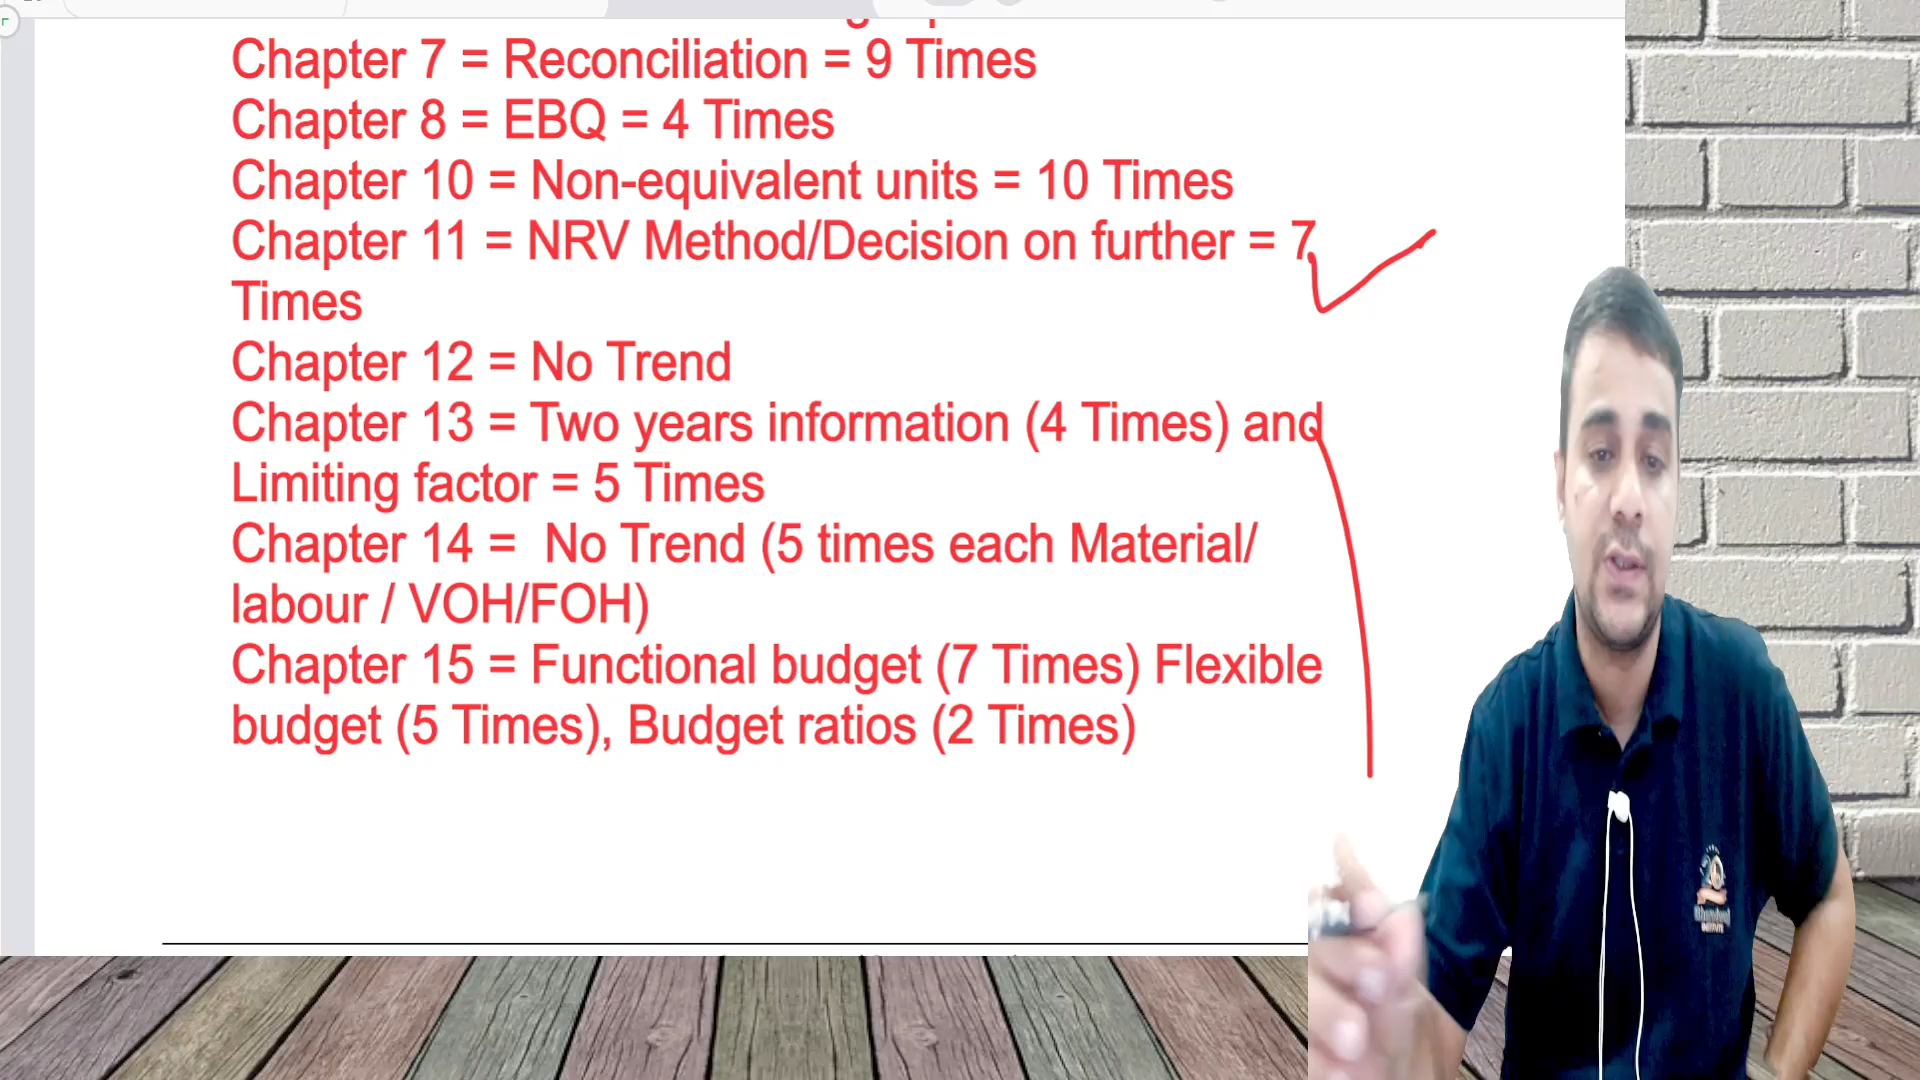 Chapter 7 = Reconciliation = 9 Times
Chapter 8 = EBQ = 4 Times
Chapter 10 = Non-equivalent units = 10 Times
Chapter 11 = NRV Method/Decision on further = 7
Times
Chapter 12 = No Trend
Chapter 13 = Two years information (4 Times) and
Limiting factor = 5 Times
Chapter 14 =  No Trend (5 times each Material/
labour / VOH/FOH)
Chapter 15 = Functional budget (7 Times) Flexible
budget (5 Times), Budget ratios (2 Times)